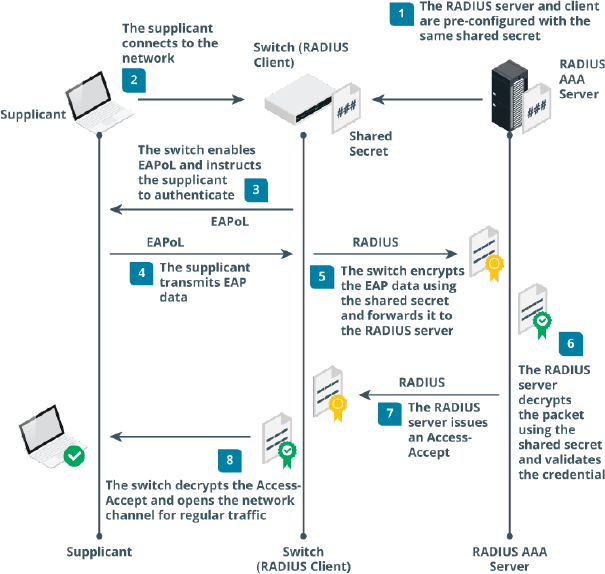 1
The RADIUS server and client
are pre-configured with the
same shared secret
The supplicant
connects to the
network
2
Switch (RADIUS
Client)
RADIUS
AAA
Server
Supplicant
###
###
Shared
Secret
The switch enables
EAPoL and instructs
the supplicant
to authenticate
3
EAPoL
EAPoL
RADIUS
4
The supplicant
transmits EAP
data
5
The switch encrypts
the EAP data using
the shared secret
and forwards it to
the RADIUS server
6
The RADIUS
server
decrypts
the packet
using the
shared secret
and validates
the credential
RADIUS
7
The RADIUS
server issues
an Access-
Accept
8
The switch decrypts the Access-
Accept and opens the network
channel for regular traffic
Supplicant
Switch
(RADIUS Client)
RADIUS AAA
Server